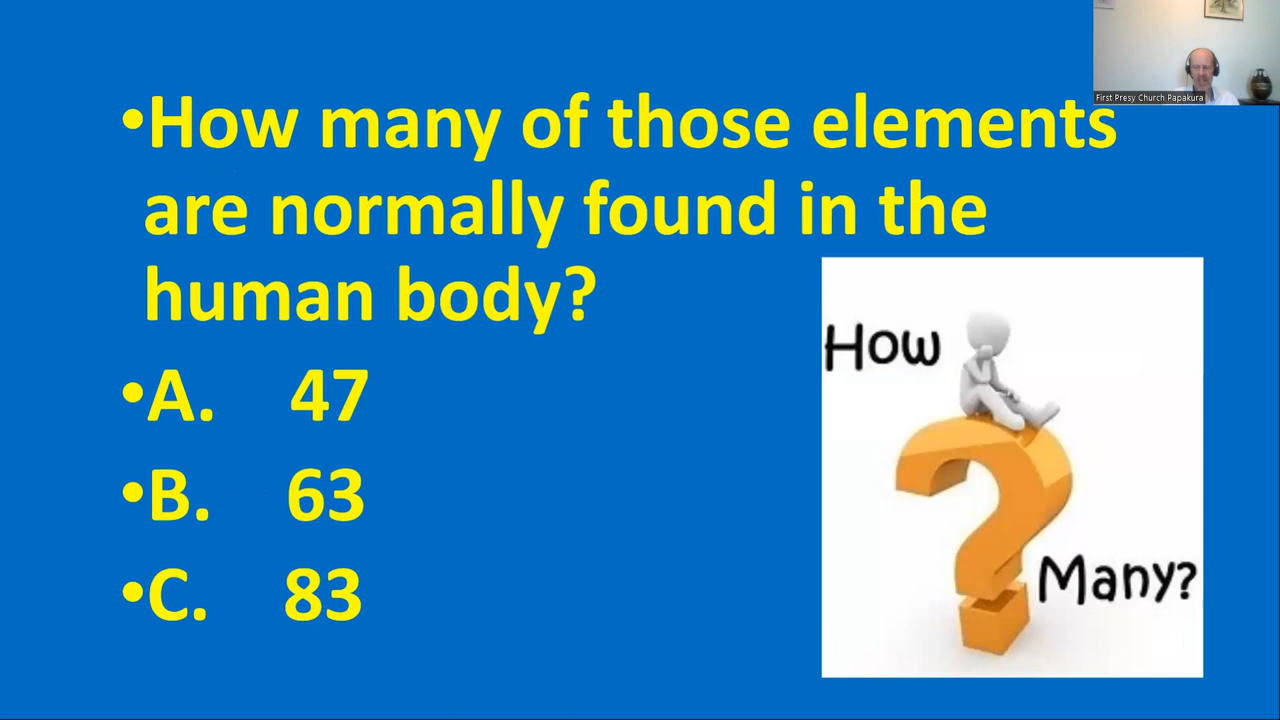 First Presy Church Papakura
•How many of those elements
are normally found in the
human body?
•A. 47
•B. 63
•C. 83
How
Many?